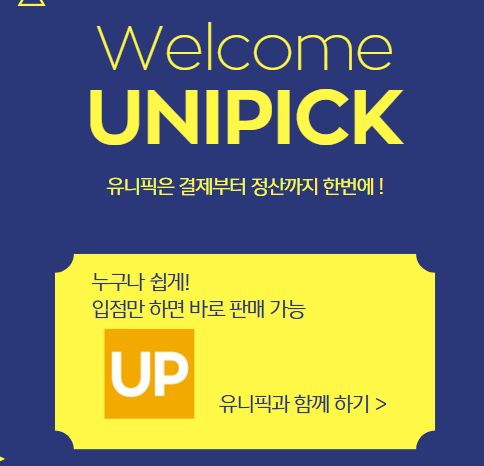 Welcome
UNIPICK
유니픽은 결제부터 정산까지 한번에 !
누구나 쉽게!
입점만 하면 바로 판매 가능
UP
유니픽과 함께 하기 >